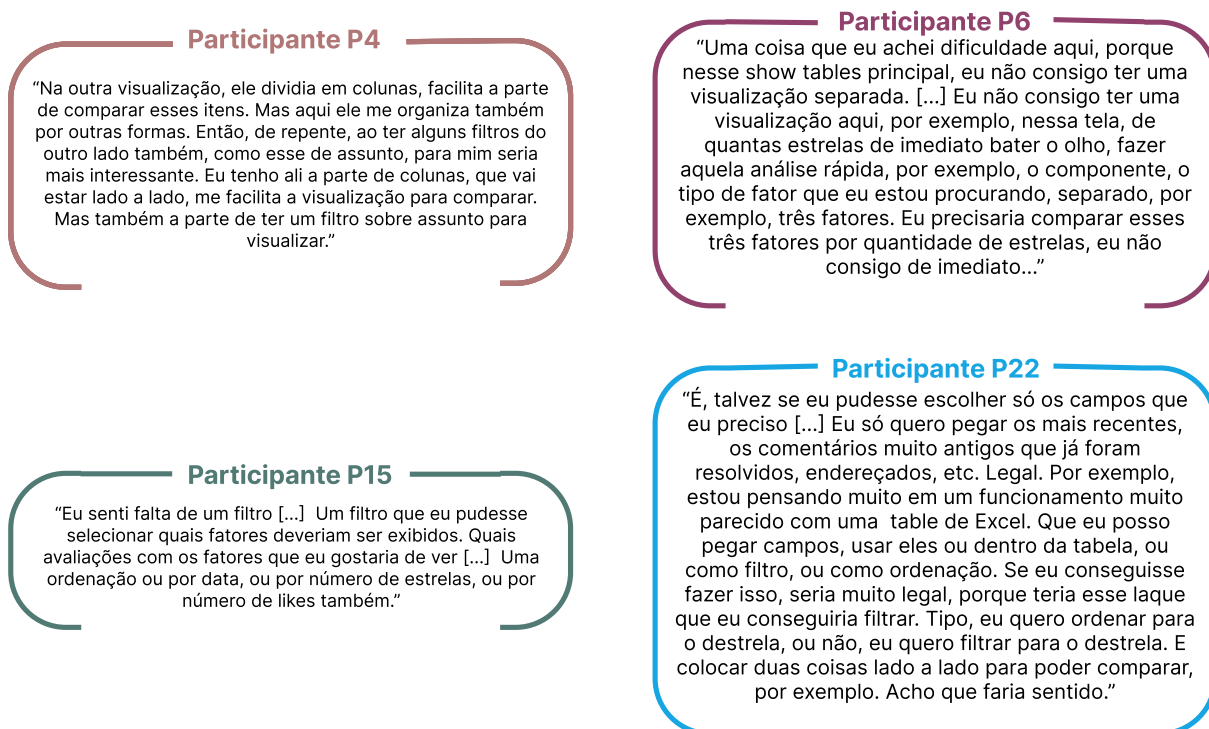 Participante P4
“Na outra visualização, ele dividia em colunas, facilita a parte
de comparar esses itens. Mas aqui ele me organiza também
por outras formas. Então, de repente, ao ter alguns filtros do
outro lado também, como esse de assunto, para mim seria
mais interessante. Eu tenho ali a parte de colunas, que vai
estar lado a lado, me facilita a visualização para comparar.
Mas também a parte de ter um filtro sobre assunto para
visualizar.”
Participante P6
“Uma coisa que eu achei dificuldade aqui, porque
nesse show tables principal, eu não consigo ter uma
visualização separada. [...] Eu não consigo ter uma
visualização aqui, por exemplo, nessa tela, de
quantas estrelas de imediato bater o olho, fazer
aquela análise rápida, por exemplo, o componente, o
tipo de fator que eu estou procurando, separado, por
exemplo, três fatores. Eu precisaria comparar esses
três fatores por quantidade de estrelas, eu não
consigo de imediato...”
Participante P15
“Eu senti falta de um filtro [...] Um filtro que eu pudesse
selecionar quais fatores deveriam ser exibidos. Quais
avaliações com os fatores que eu gostaria de ver [...] Uma
ordenação ou por data, ou por número de estrelas, ou por
número de likes também.”
Participante P22
“É, talvez se eu pudesse escolher só os campos que
eu preciso [...] Eu só quero pegar os mais recentes,
os comentários muito antigos que já foram
resolvidos, endereçados, etc. Legal. Por exemplo,
estou pensando muito em um funcionamento muito
parecido com uma table de Excel. Que eu posso
pegar campos, usar eles ou dentro da tabela, ou
como filtro, ou como ordenação. Se eu conseguisse
fazer isso, seria muito legal, porque teria esse laque
que eu conseguiria filtrar. Tipo, eu quero ordenar para
o destrela, ou não, eu quero filtrar para o destrela. E
colocar duas coisas lado a lado para poder comparar,
por exemplo. Acho que faria sentido.”